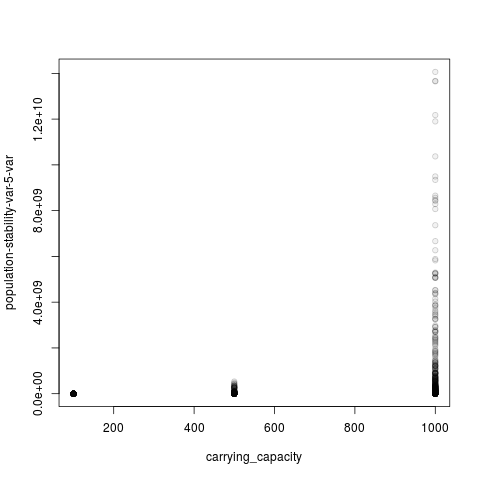 population-stability-var-5-var
0.0e+00
4.0e+09
8.0e+09
1.2e+10
200
400
600
800
1000
carrying_capacity